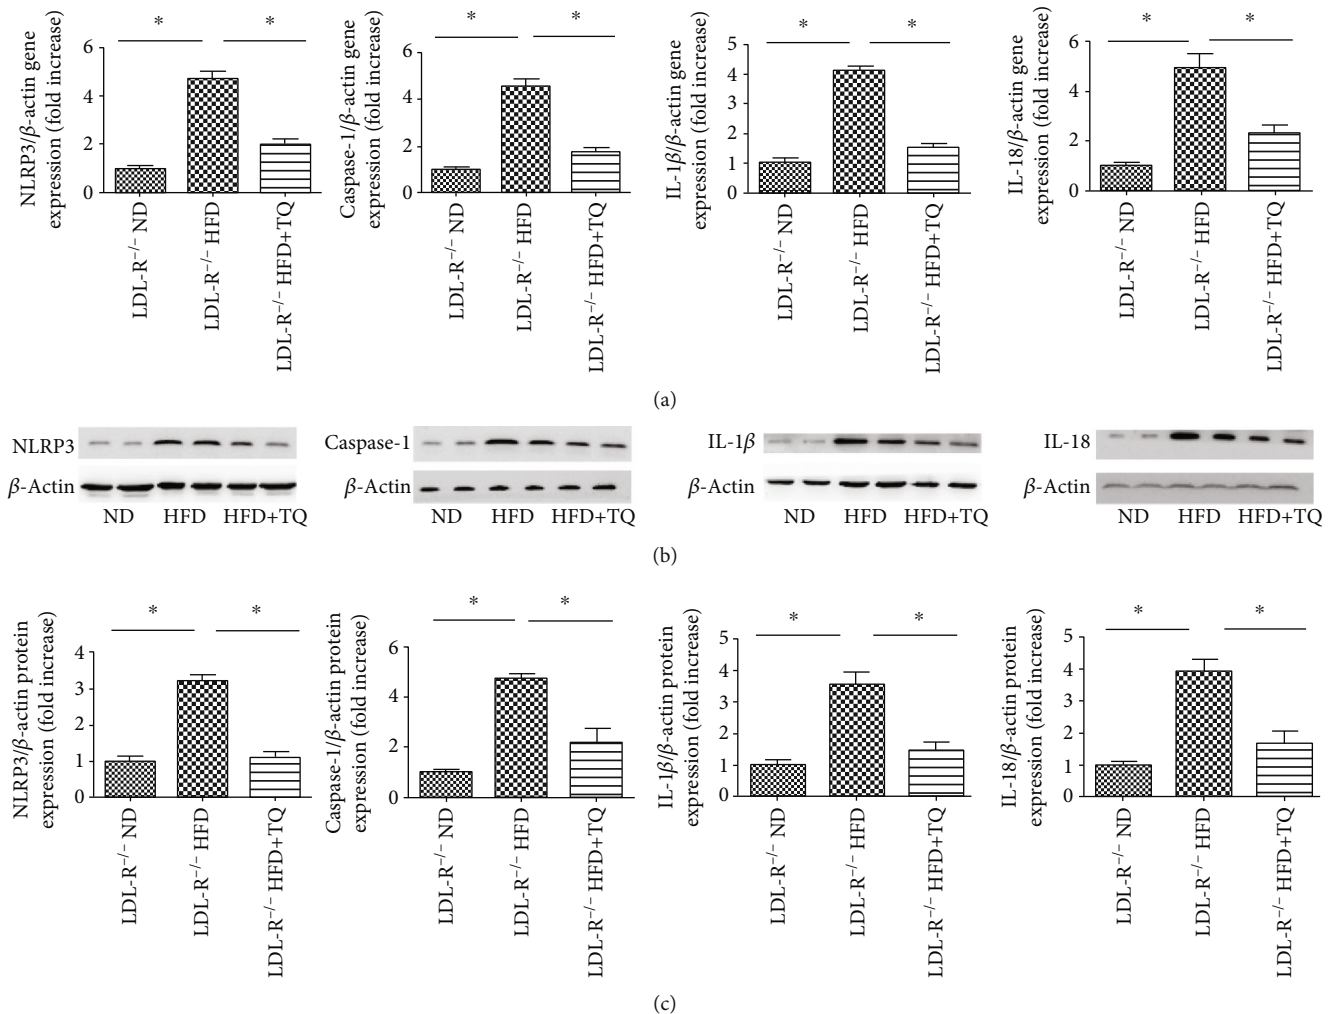 NLRP3/β-actin gene
expression (fold increase)
6
4
2
0
*
*
LDL-R−/− ND
LDL-R−/− HFD
LDL-R−/− HFD+TQ
Caspase-1/β-actin gene
expression (fold increase)
6
4
2
0
*
*
LDL-R−/− ND
LDL-R−/− HFD
LDL-R−/− HFD+TQ
IL-1β/β-actin gene
expression (fold increase)
5
4
3
2
1
0
*
*
LDL-R−/− ND
LDL-R−/− HFD
LDL-R−/− HFD+TQ
IL-18/β-actin gene
expression (fold increase)
6
4
2
0
*
*
LDL-R−/− ND
LDL-R−/− HFD
LDL-R−/− HFD+TQ
(a)
NLRP3
β-Actin
ND HFD HFD+TQ
Caspase-1
β-Actin
ND HFD HFD+TQ
IL-1β
β-Actin
ND HFD HFD+TQ
IL-18
β-Actin
ND HFD HFD+TQ
(b)
NLRP3/β-actin protein
expression (fold increase)
4
3
2
1
0
*
*
LDL-R−/− ND
LDL-R−/− HFD
LDL-R−/− HFD+TQ
Caspase-1/β-actin protein
expression (fold increase)
6
4
2
0
*
*
LDL-R−/− ND
LDL-R−/− HFD
LDL-R−/− HFD+TQ
IL-1β/β-actin protein
expression (fold increase)
5
4
3
2
1
0
*
*
LDL-R−/− ND
LDL-R−/− HFD
LDL-R−/− HFD+TQ
IL-18/β-actin protein
expression (fold increase)
5
4
3
2
1
0
*
*
LDL-R−/− ND
LDL-R−/− HFD
LDL-R−/− HFD+TQ
(c)